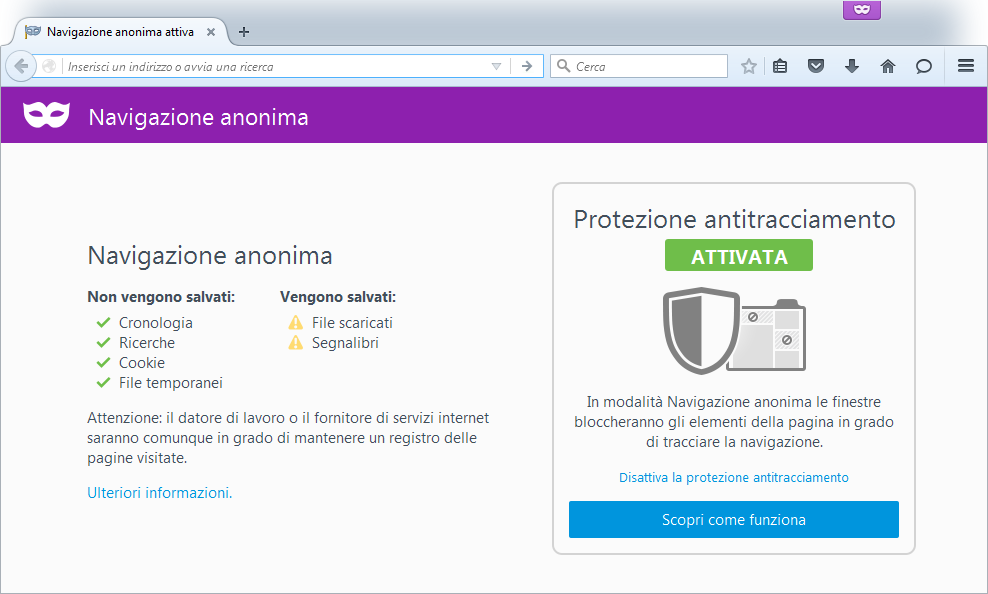 Navigazione anonima attiva
Inserisci un indirizzo o avvia una ricerca
Cerca
Navigazione anonima
Navigazione anonima
Non vengono salvati:
Cronologia
Ricerche
Cookie
File temporanei
Vengono salvati:
File scaricati
Segnalibri
Attenzione: il datore di lavoro o il fornitore di servizi internet
saranno comunque in grado di mantenere un registro delle
pagine visitate.
Ulteriori informazioni.
Protezione antitracciamento
ATTIVATA
In modalità Navigazione anonima le finestre
bloccheranno gli elementi della pagina in grado
di tracciare la navigazione.
Disattiva la protezione antitracciamento
Scopri come funziona